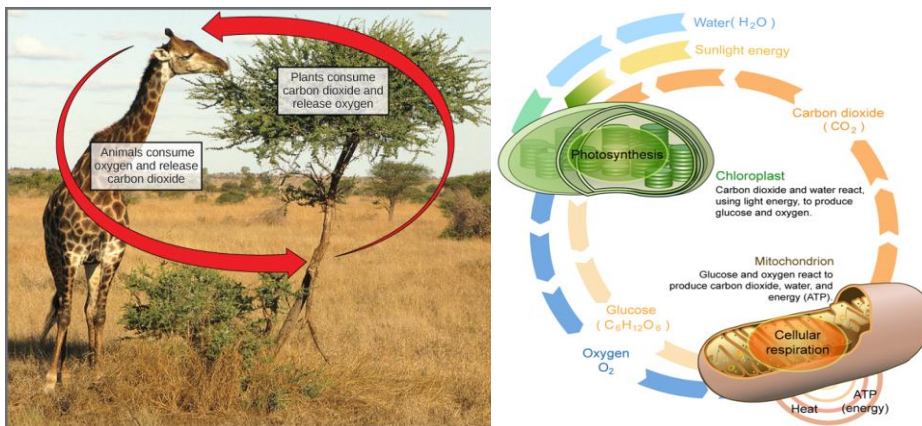 Plants consume
carbon dioxide and
release oxygen
Animals consume
oxygen and release
carbon dioxide
Water(H₂O)
Sunlight energy
Carbon dioxide
(CO₂)
Photosynthesis
Chloroplast
Carbon dioxide and water react,
using light energy, to produce
glucose and oxygen.
Mitochondrion
Glucose and oxygen react to
produce carbon dioxide, water, and
energy (ATP).
Glucose
(C₆H₁₂O₆)
Oxygen
O₂
Cellular
respiration
Heat
ATP
(energy)